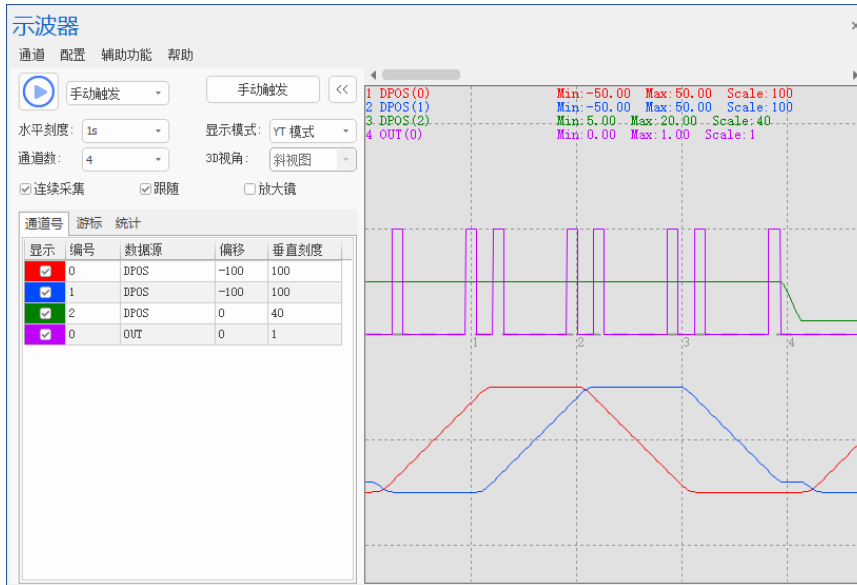 示波器
通道 配置 辅助功能 帮助
手动触发 手动触发 <<
水平刻度: 1s 显示模式: YT 模式
通道数: 4 3D视角: 斜视图
连续采集 跟随 放大镜
通道号 游标 统计
显示 编号 数据源 偏移 垂直刻度
0 DPOS -100 100
1 DPOS -100 100
2 DPOS 0 40
0 OUT 0 1
1 DPOS(0) Min:-50.00 Max:50.00 Scale:100
2 DPOS(1) Min:-50.00 Max:50.00 Scale:100
3 DPOS(2) Min:5.00 Max:20.00 Scale:40
4 OUT(0) Min:0.00 Max:1.00 Scale:1
1 2 3 4